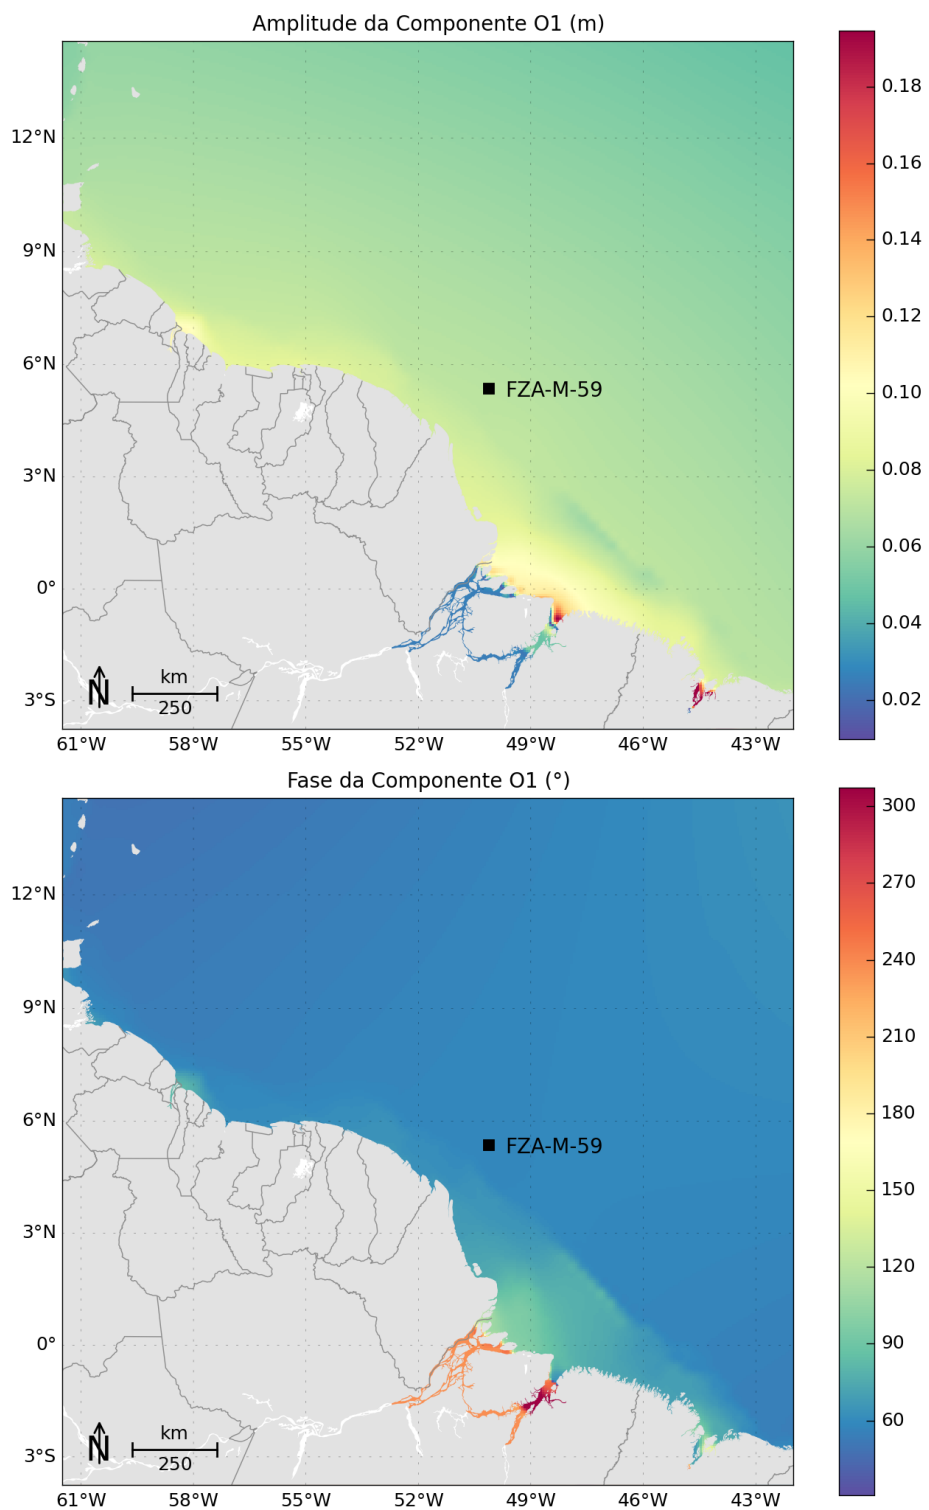 Amplitude da Componente O1 (m)
12°N
9°N
6°N
3°N
0°
3°S
61°W 58°W 55°W 52°W 49°W 46°W 43°W
FZA-M-59
N
km
250
0.18
0.16
0.14
0.12
0.10
0.08
0.06
0.04
0.02
Fase da Componente O1 (°)
12°N
9°N
6°N
3°N
0°
3°S
61°W 58°W 55°W 52°W 49°W 46°W 43°W
FZA-M-59
N
km
250
300
270
240
210
180
150
120
90
60